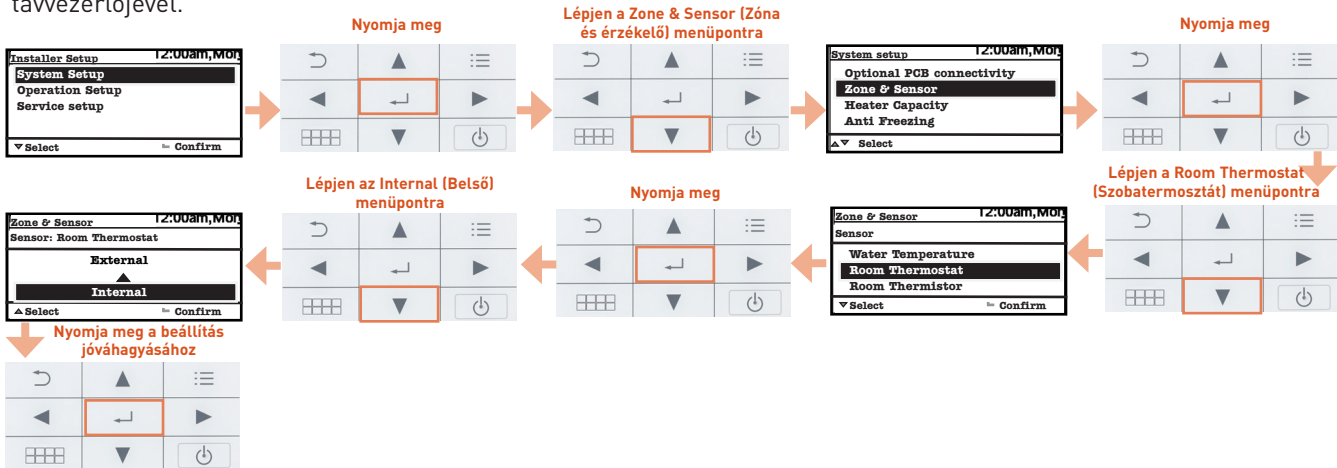 távvezérlőjével.
Nyomja meg
Lépjen a Zone & Sensor (Zóna
és érzékelő) menüpontra
Nyomja meg
Installer Setup 12:00am,Mon
System Setup
Operation Setup
Service setup
▼Select Confirm
System setup 12:00am,Mon
Optional PCB connectivity
Zone & Sensor
Heater Capacity
Anti Freezing
▲▼ Select
Lépjen a Room Thermostat
(Szobatermosztát) menüpontra
Zone & Sensor 12:00am,Mon
Sensor
Water Temperature
Room Thermostat
Room Thermistor
▼Select Confirm
Nyomja meg
Lépjen az Internal (Belső)
menüpontra
Zone & Sensor 12:00am,Mon
Sensor: Room Thermostat
External
Internal
▲Select Confirm
Nyomja meg a beállítás
jóváhagyásához